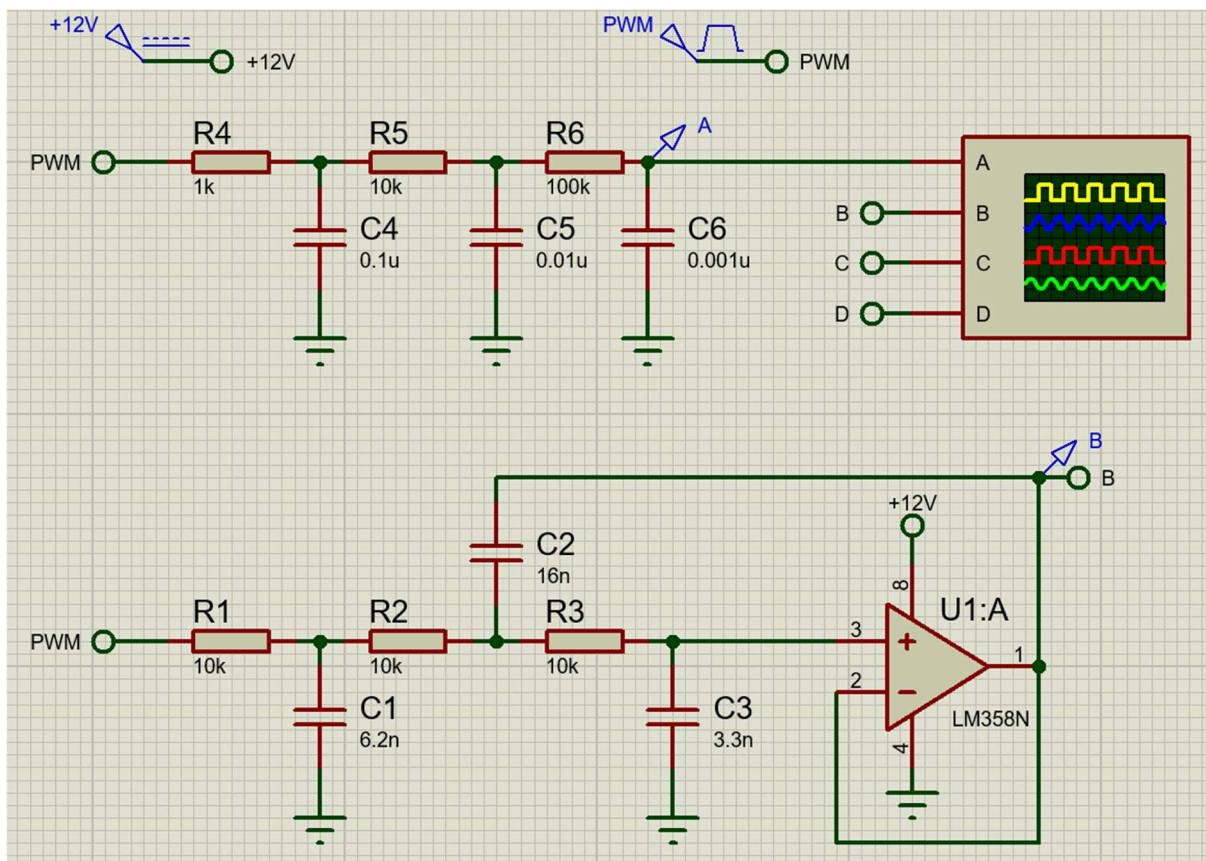 +12V
+12V
PWM
PWM
PWM
R4
1k
R5
10k
R6
100k
A
C4
0.1u
C5
0.01u
C6
0.001u
A
B
B
C
C
D
D
B
B
+12V
C2
16n
PWM
R1
10k
R2
10k
R3
10k
C1
6.2n
C3
3.3n
U1:A
8
3
2
1
4
+
−
LM358N